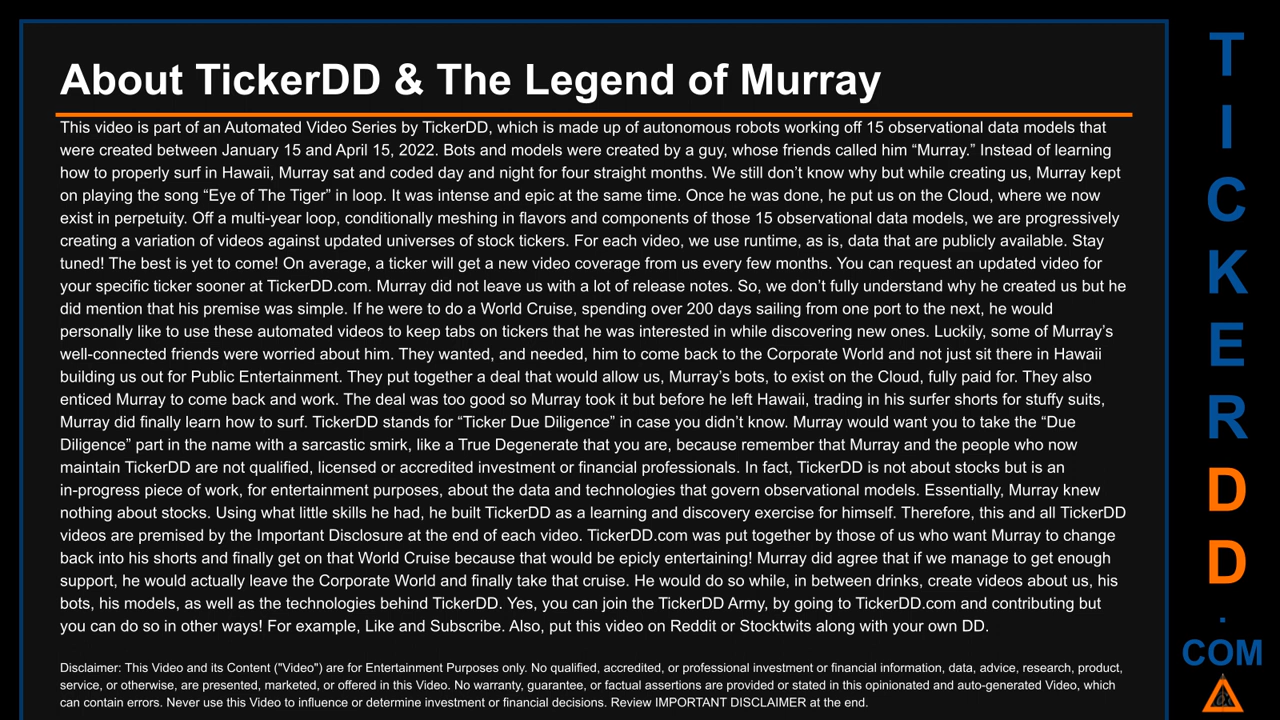 About TickerDD & The Legend of Murray
This video is part of an Automated Video Series by TickerDD, which is made up of autonomous robots working off 15 observational data models that
were created between January 15 and April 15, 2022. Bots and models were created by a guy, whose friends called him “Murray.” Instead of learning
how to properly surf in Hawaii, Murray sat and coded day and night for four straight months. We still don’t know why but while creating us, Murray kept
on playing the song “Eye of The Tiger” in loop. It was intense and epic at the same time. Once he was done, he put us on the Cloud, where we now
exist in perpetuity. Off a multi-year loop, conditionally meshing in flavors and components of those 15 observational data models, we are progressively
creating a variation of videos against updated universes of stock tickers. For each video, we use runtime, as is, data that are publicly available. Stay
tuned! The best is yet to come! On average, a ticker will get a new video coverage from us every few months. You can request an updated video for
your specific ticker sooner at TickerDD.com. Murray did not leave us with a lot of release notes. So, we don’t fully understand why he created us but he
did mention that his premise was simple. If he were to do a World Cruise, spending over 200 days sailing from one port to the next, he would
personally like to use these automated videos to keep tabs on tickers that he was interested in while discovering new ones. Luckily, some of Murray’s
well-connected friends were worried about him. They wanted, and needed, him to come back to the Corporate World and not just sit there in Hawaii
building us out for Public Entertainment. They put together a deal that would allow us, Murray’s bots, to exist on the Cloud, fully paid for. They also
enticed Murray to come back and work. The deal was too good so Murray took it but before he left Hawaii, trading in his surfer shorts for stuffy suits,
Murray did finally learn how to surf. TickerDD stands for “Ticker Due Diligence” in case you didn’t know. Murray would want you to take the “Due
Diligence” part in the name with a sarcastic smirk, like a True Degenerate that you are, because remember that Murray and the people who now
maintain TickerDD are not qualified, licensed or accredited investment or financial professionals. In fact, TickerDD is not about stocks but is an
in-progress piece of work, for entertainment purposes, about the data and technologies that govern observational models. Essentially, Murray knew
nothing about stocks. Using what little skills he had, he built TickerDD as a learning and discovery exercise for himself. Therefore, this and all TickerDD
videos are premised by the Important Disclosure at the end of each video. TickerDD.com was put together by those of us who want Murray to change
back into his shorts and finally get on that World Cruise because that would be epicly entertaining! Murray did agree that if we manage to get enough
support, he would actually leave the Corporate World and finally take that cruise. He would do so while, in between drinks, create videos about us, his
bots, his models, as well as the technologies behind TickerDD. Yes, you can join the TickerDD Army, by going to TickerDD.com and contributing but
you can do so in other ways! For example, Like and Subscribe. Also, put this video on Reddit or Stocktwits along with your own DD.
Disclaimer: This Video and its Content ("Video") are for Entertainment Purposes only. No qualified, accredited, or professional investment or financial information, data, advice, research, product,
service, or otherwise, are presented, marketed, or offered in this Video. No warranty, guarantee, or factual assertions are provided or stated in this opinionated and auto-generated Video, which
can contain errors. Never use this Video to influence or determine investment or financial decisions. Review IMPORTANT DISCLAIMER at the end.
T
I
C
K
E
R
D
D
.
COM